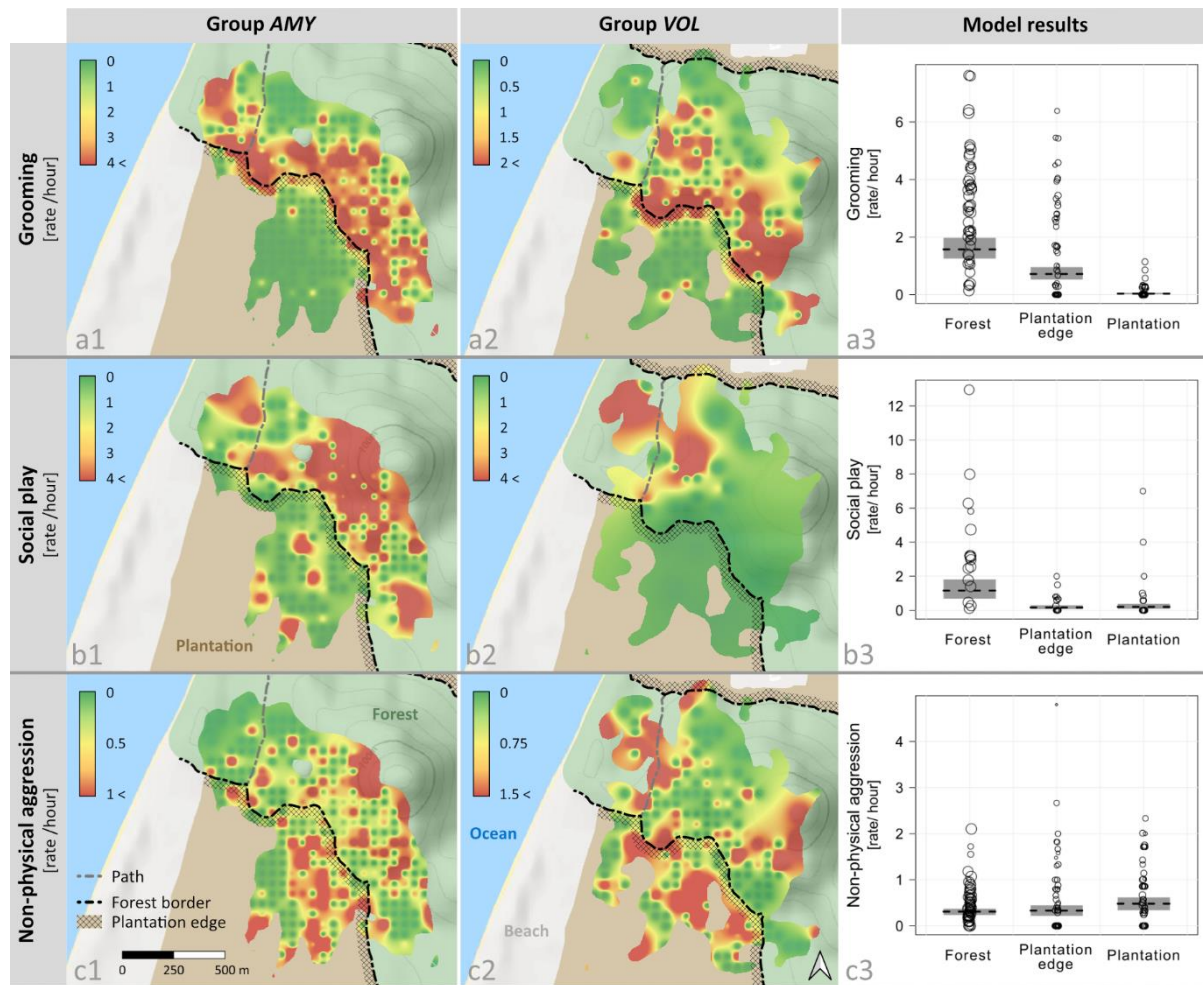 Group AMY
Group VOL
Model results
Grooming
[rate /hour]
0
1
2
3
4 <
a1
0
0.5
1
1.5
2 <
a2
Grooming
[rate/ hour]
6
4
2
0
Forest
Plantation
edge
Plantation
a3
Social play
[rate /hour]
0
1
2
3
4 <
Plantation
b1
0
1
2
3
4 <
b2
Social play
[rate/ hour]
12
10
8
6
4
2
0
Forest
Plantation
edge
Plantation
b3
Non-physical aggression
[rate /hour]
0
0.5
1 <
Forest
Path
Forest border
Plantation edge
0 250 500 m
c1
0
0.75
1.5 <
Ocean
Beach
c2
Non-physical aggression
[rate/ hour]
4
3
2
1
0
Forest
Plantation
edge
Plantation
c3